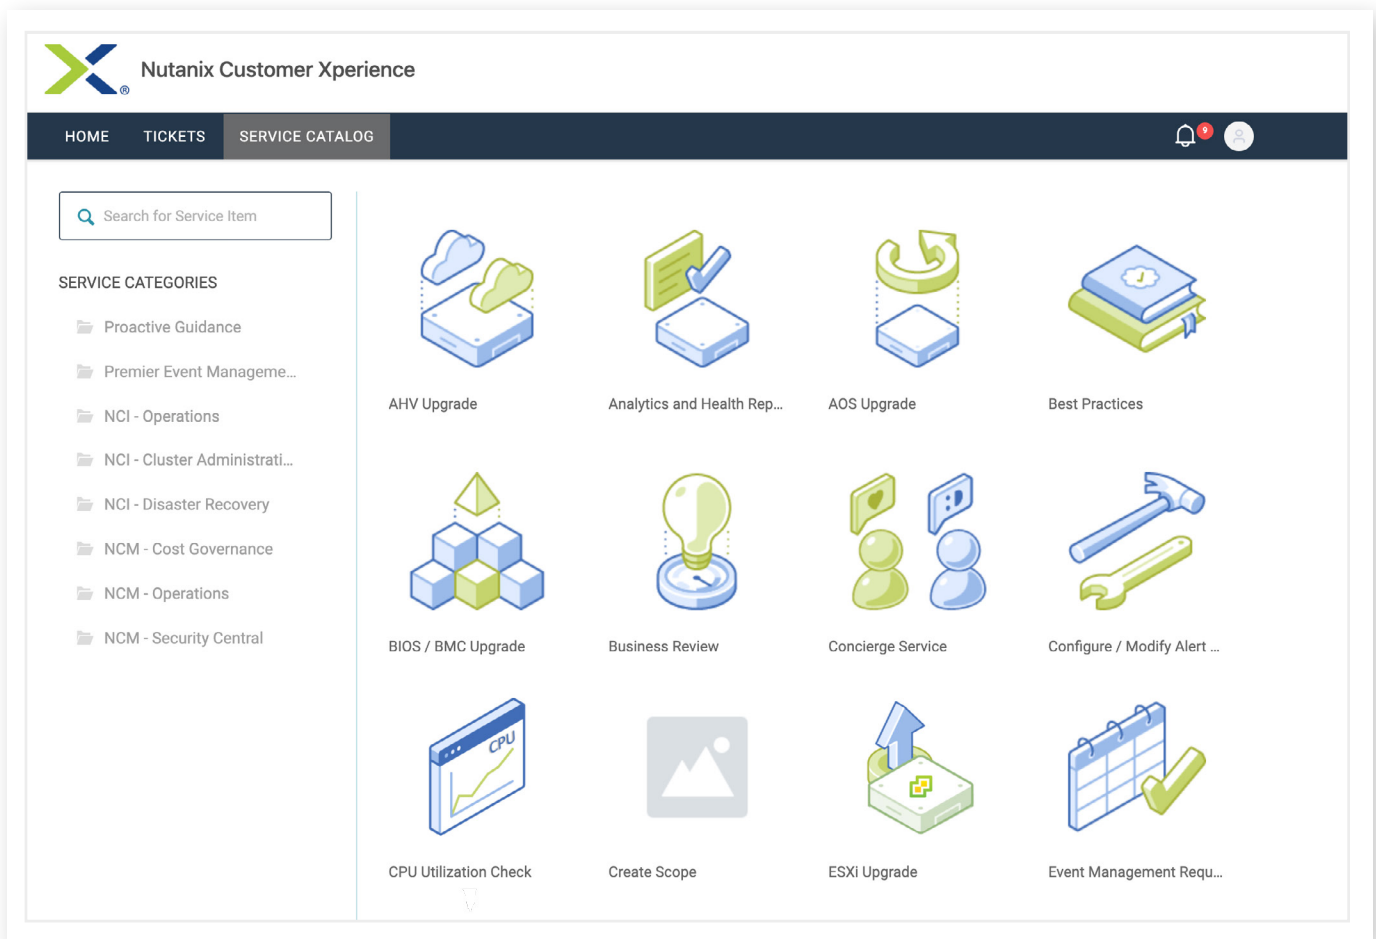 Nutanix Customer Xperience
®
HOME TICKETS SERVICE CATALOG
9
Search for Service Item
SERVICE CATEGORIES
Proactive Guidance
Premier Event Manageme...
NCI - Operations
NCI - Cluster Administrati...
NCI - Disaster Recovery
NCM - Cost Governance
NCM - Operations
NCM - Security Central
AHV Upgrade
Analytics and Health Rep...
AOS Upgrade
Best Practices
BIOS / BMC Upgrade
Business Review
Concierge Service
Configure / Modify Alert ...
CPU
CPU Utilization Check
Create Scope
ESXi Upgrade
Event Management Requ...